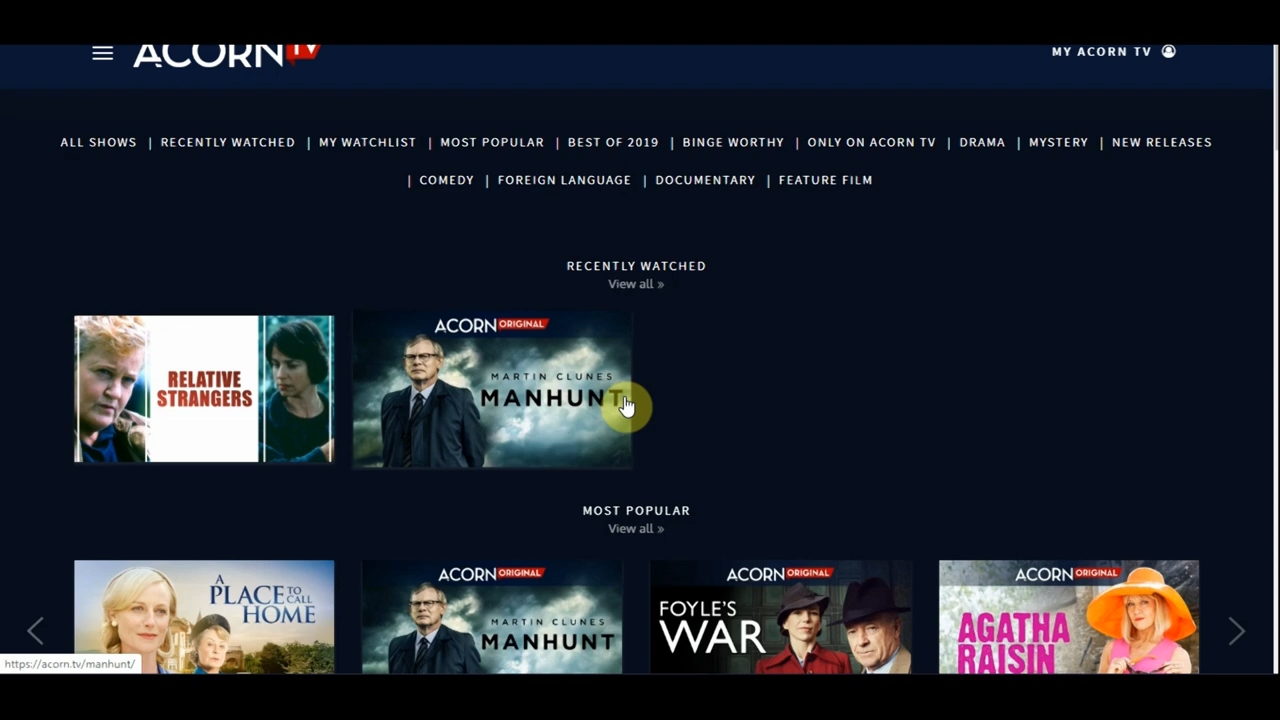 ACORN TV
MY ACORN TV
ALL SHOWS | RECENTLY WATCHED | MY WATCHLIST | MOST POPULAR | BEST OF 2019 | BINGE WORTHY | ONLY ON ACORN TV | DRAMA | MYSTERY | NEW RELEASES
| COMEDY | FOREIGN LANGUAGE | DOCUMENTARY | FEATURE FILM
RECENTLY WATCHED
View all »
RELATIVE
STRANGERS
ACORN ORIGINAL
MARTIN CLUNES
MANHUNT
MOST POPULAR
View all »
A
PLACE TO
CALL
HOME
ACORN ORIGINAL
MARTIN CLUNES
MANHUNT
ACORN ORIGINAL
FOYLE'S
WAR
ACORN ORIGINAL
AGATHA
RAISIN
https://acorn.tv/manhunt/